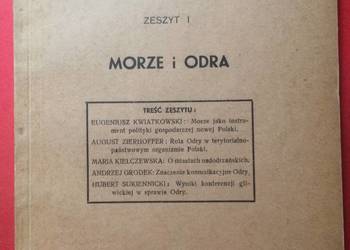 ZESZYT I
MORZE i ODRA
TREŚĆ ZESZYTU:
EUGENIUSZ KWIATKOWSKI: Morze jako instru-
ment polityki gospodarczej nowej Polski.
AUGUST ZIERHOFFER: Rola Odry w terytorialno-
państwowym organizmie Polski.
MARIA KIEŁCZEWSKA: O miastach nadodrzańskich.
ANDRZEJ GRODEK: Znaczenie komunikacyjne Odry.
HUBERT SUKIENNICKI: Wyniki konferencji gli-
wickiej w sprawie Odry.